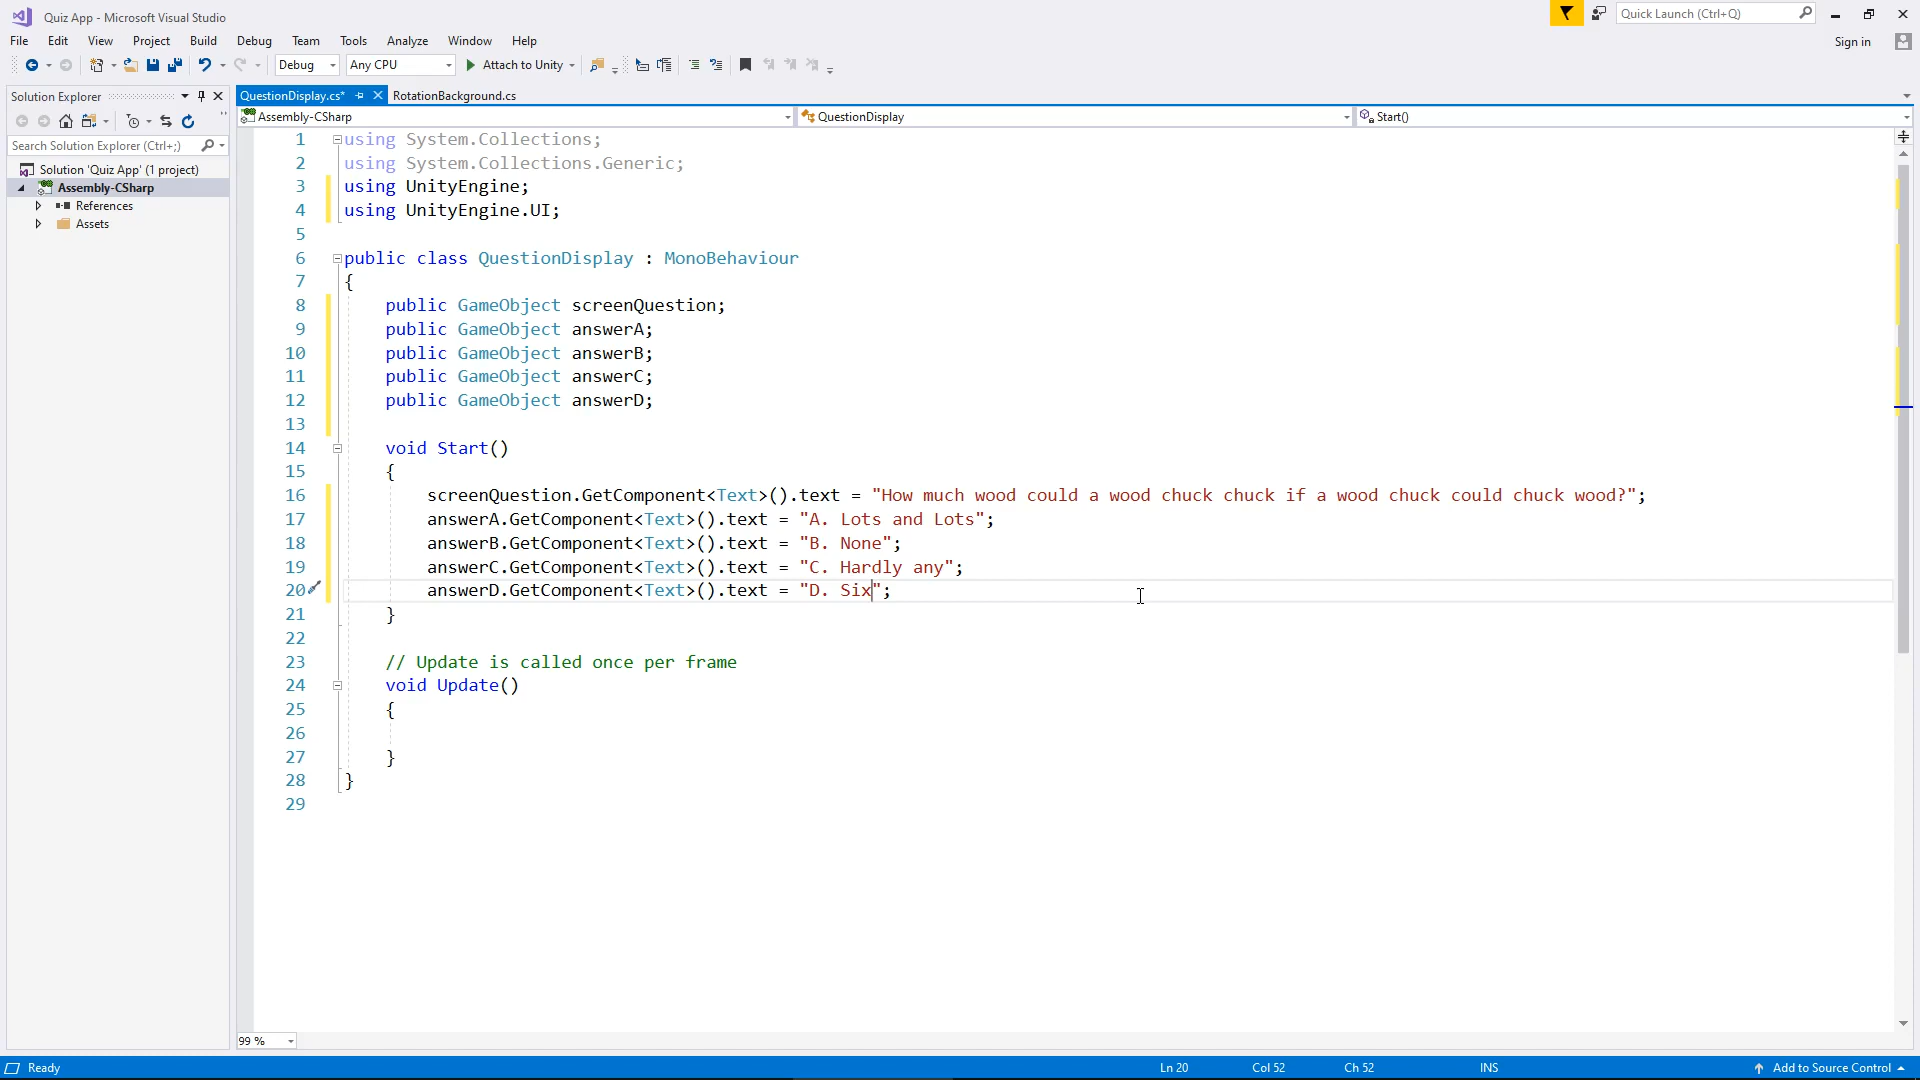 Quiz App - Microsoft Visual Studio
Quick Launch (Ctrl+Q)
File Edit View Project Build Debug Team Tools Analyze Window Help
Sign in
Debug Any CPU Attach to Unity
Solution Explorer
QuestionDisplay.cs* RotationBackground.cs
Assembly-CSharp QuestionDisplay Start()
Search Solution Explorer (Ctrl+;)
Solution 'Quiz App' (1 project)
Assembly-CSharp
References
Assets
1 using System.Collections;
2 using System.Collections.Generic;
3 using UnityEngine;
4 using UnityEngine.UI;
5
6 public class QuestionDisplay : MonoBehaviour
7 {
8 public GameObject screenQuestion;
9 public GameObject answerA;
10 public GameObject answerB;
11 public GameObject answerC;
12 public GameObject answerD;
13
14 void Start()
15 {
16 screenQuestion.GetComponent<Text>().text = "How much wood could a wood chuck chuck if a wood chuck could chuck wood?";
17 answerA.GetComponent<Text>().text = "A. Lots and Lots";
18 answerB.GetComponent<Text>().text = "B. None";
19 answerC.GetComponent<Text>().text = "C. Hardly any";
20 answerD.GetComponent<Text>().text = "D. Six";
21 }
22
23 // Update is called once per frame
24 void Update()
25 {
26
27 }
28 }
29
99 %
Ready Ln 20 Col 52 Ch 52 INS Add to Source Control